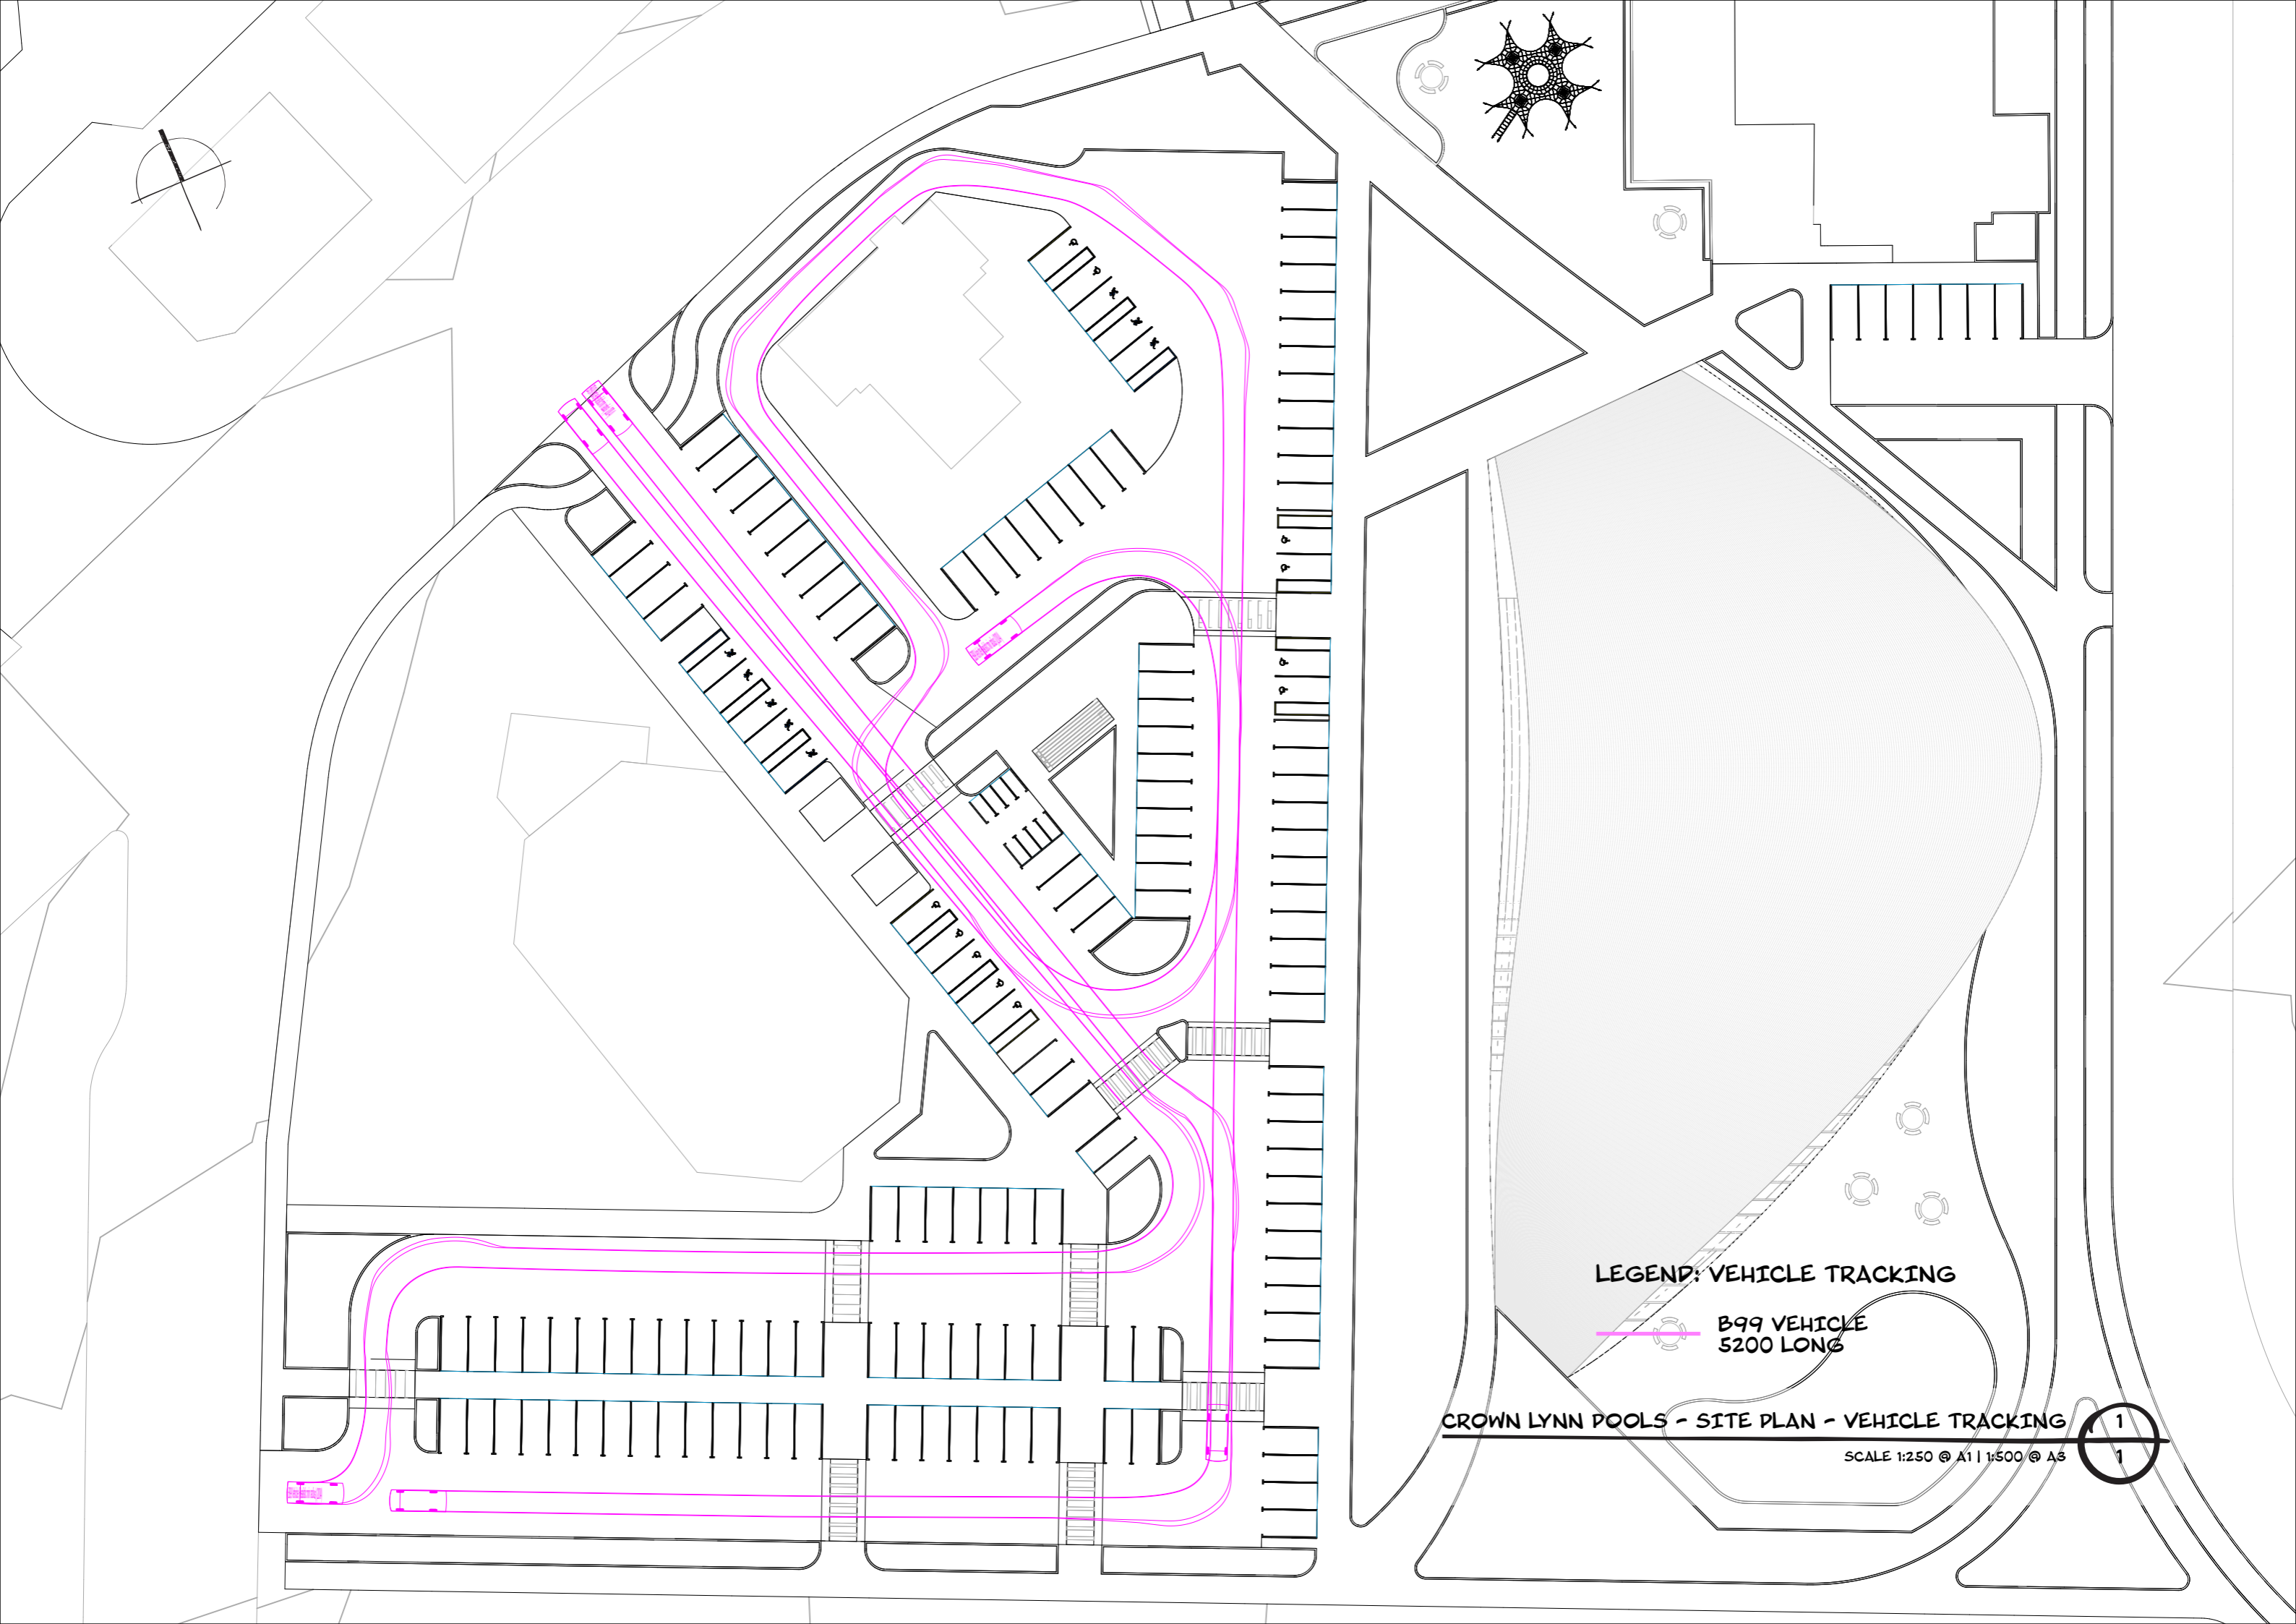 LEGEND: VEHICLE TRACKING
B99 VEHICLE
5200 LONG
CROWN LYNN POOLS - SITE PLAN - VEHICLE TRACKING
1
SCALE 1:250 @ A1 | 1:500 @ A3
1